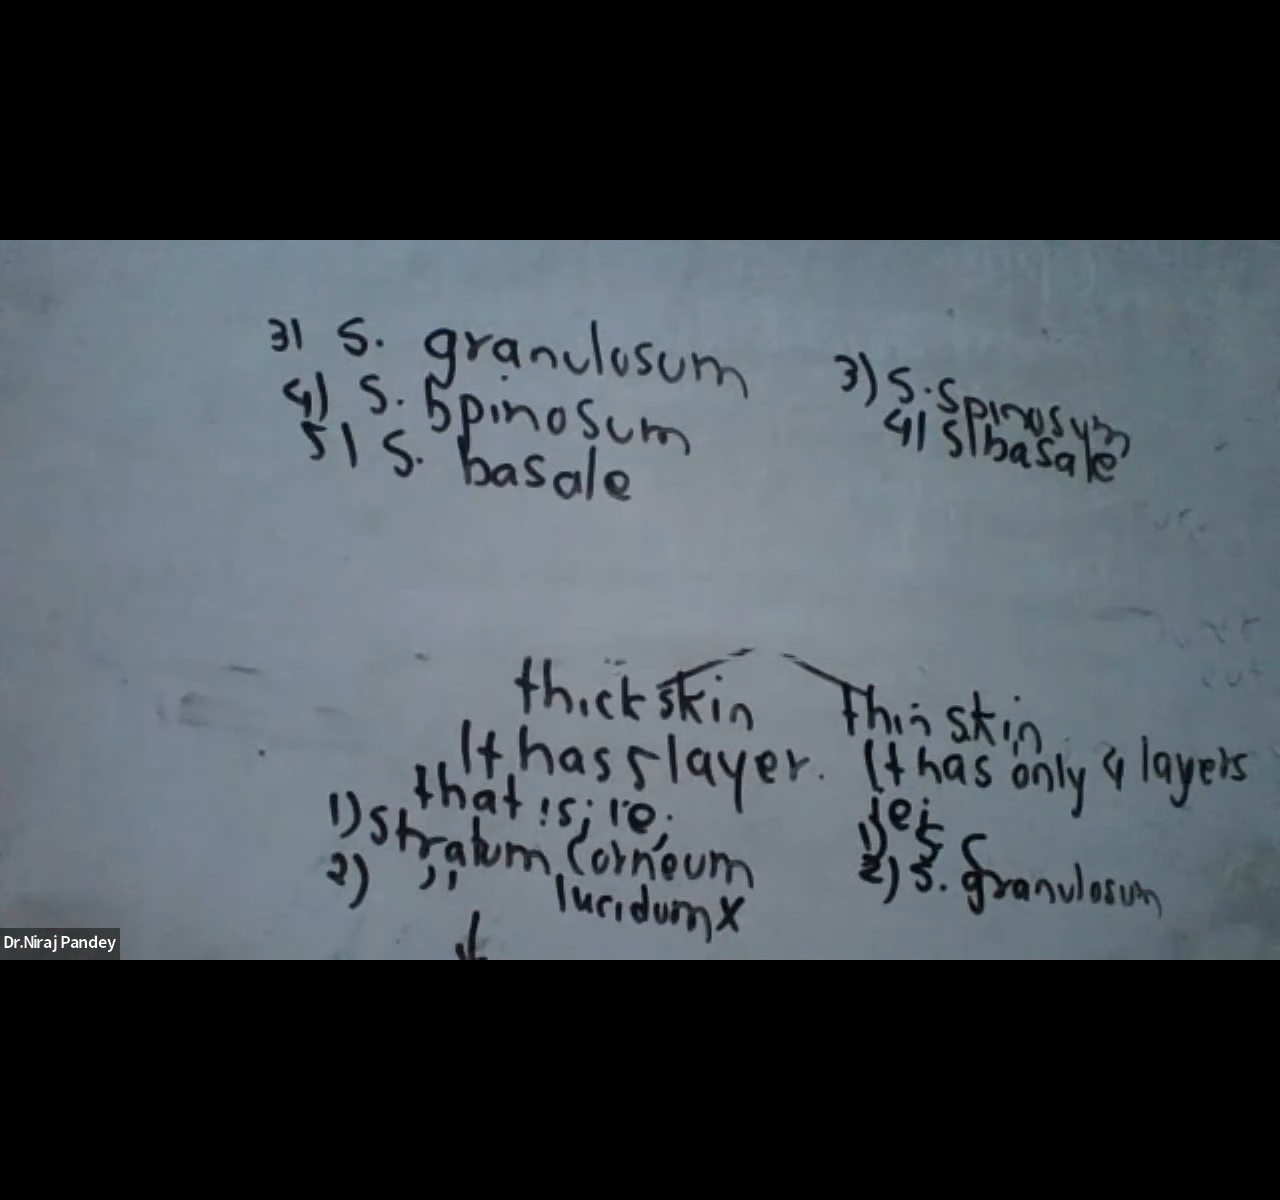 3) S. granulosum
4) S. Spinosum
5) S. basale
3) S. Spinosum
4) S. basale
thick skin
It has 5 layer.
that is; ie;
1) Stratum Corneum
2) ,, lucidum x
thin skin
It has only 4 layers
ie;
1) S. C
2) S. granulosum
Dr.Niraj Pandey